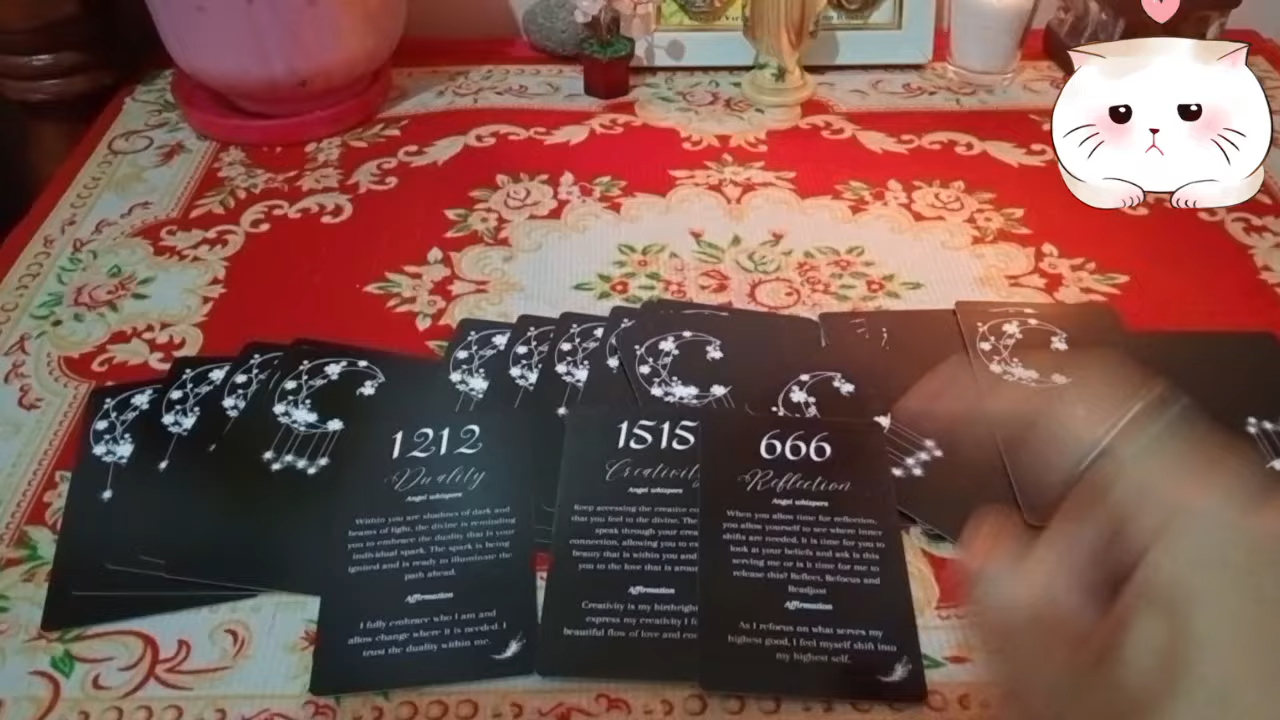 1212
Duality
Angel whispers
Within you are shadows of dark and
beams of light, the divine is reminding
you to embrace the duality that is your
individual spark. The spark is being
ignited and is ready to illuminate the
path ahead.
Affirmation
I fully embrace who I am and
allow change where it is needed. I
trust the duality within me.
1515
Creativity
Angel whispers
Keep accessing the creative
that you feel is the divine. The
speak through your
connection, allowing you to
beauty that is within you and
you to the love that is
Affirmation
Creativity is my birthright
express my creativity I
beautiful flow of love and
666
Reflection
Angel whispers
When you allow time for reflection,
you allow yourself to see where inner
shifts are needed. It is time for you to
look at your beliefs and ask is this
serving me or is it time for me to
release this? Reflect, Refocus and
Readjust
Affirmation
As I refocus on what serves my
highest good, I feel myself shift into
my highest self.